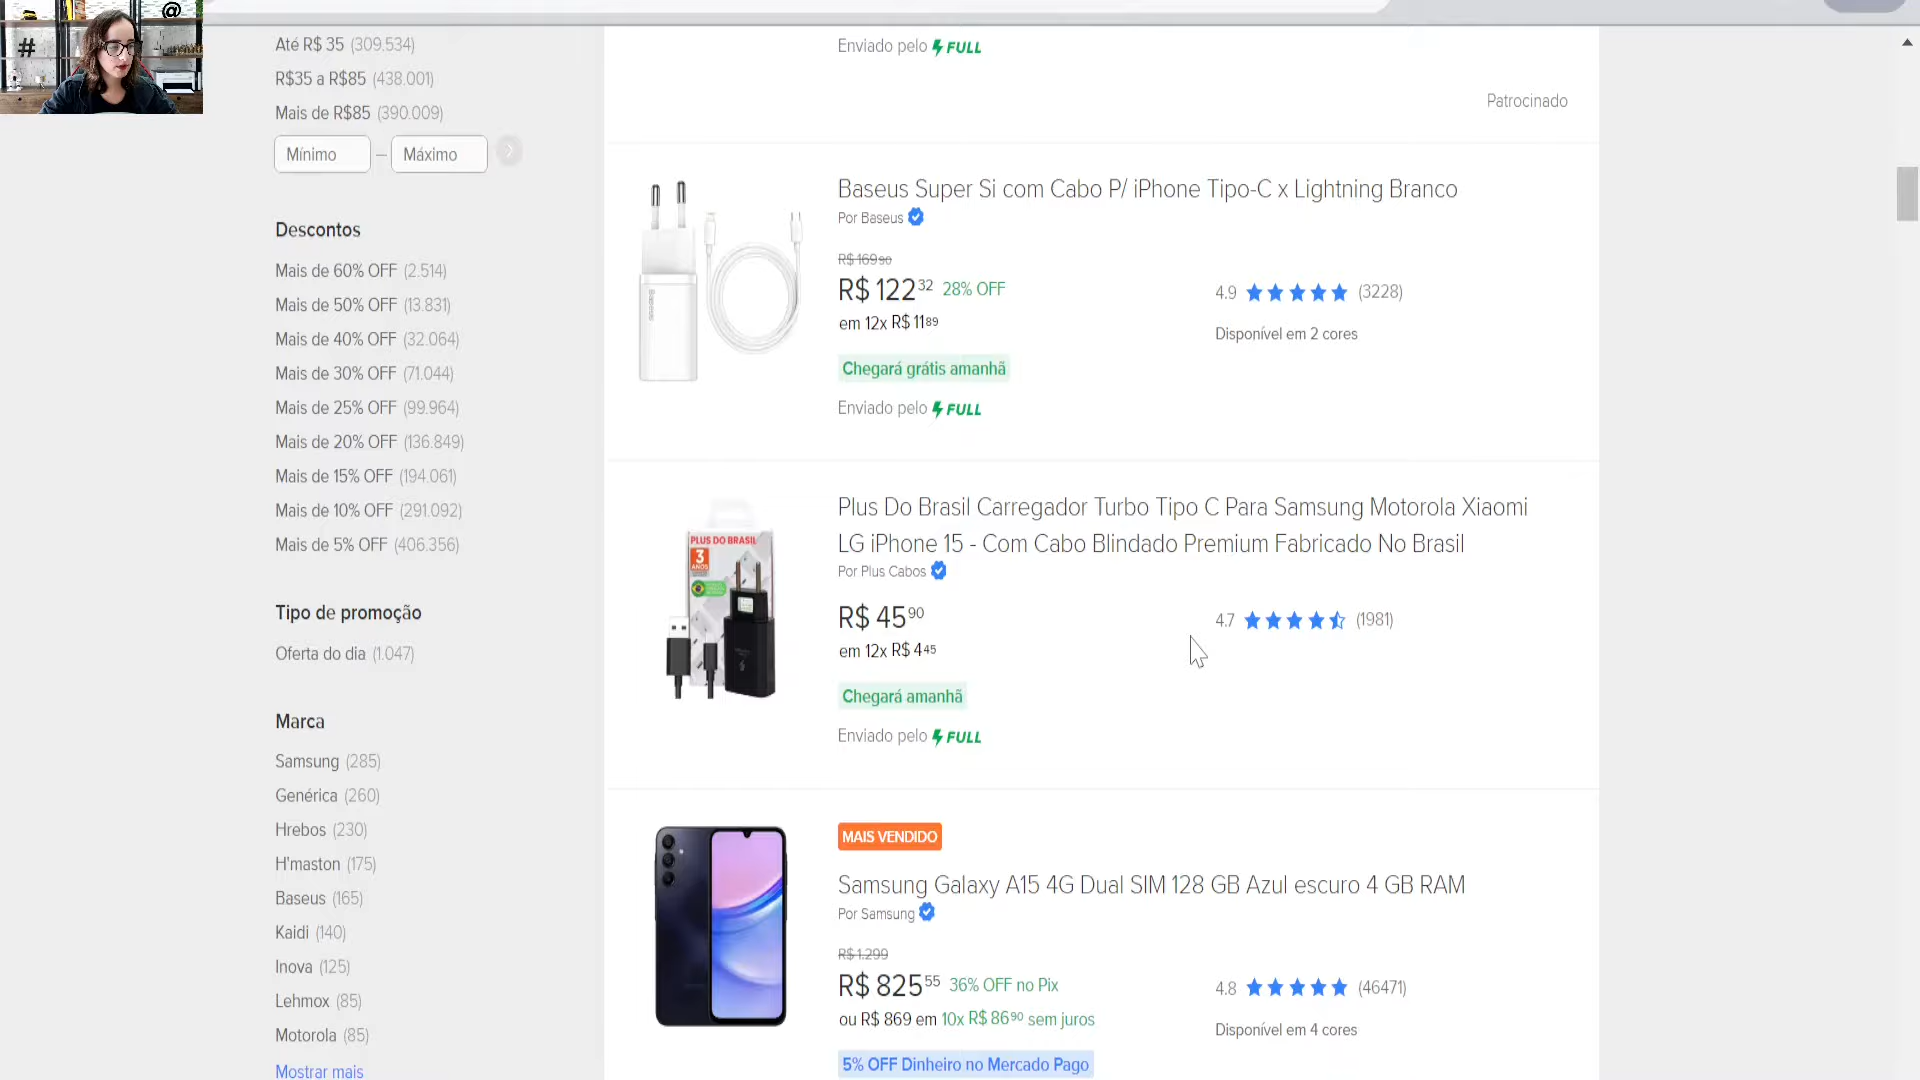 @
#
Até R$ 35 (309.534)
R$35 a R$85 (438.001)
Mais de R$85 (390.009)
Mínimo — Máximo
Descontos
Mais de 60% OFF (2.514)
Mais de 50% OFF (13.831)
Mais de 40% OFF (32.064)
Mais de 30% OFF (71.044)
Mais de 25% OFF (99.964)
Mais de 20% OFF (136.849)
Mais de 15% OFF (194.061)
Mais de 10% OFF (291.092)
Mais de 5% OFF (406.356)
Tipo de promoção
Oferta do dia (1.047)
Marca
Samsung (285)
Genérica (260)
Hrebos (230)
H'maston (175)
Baseus (165)
Kaidi (140)
Inova (125)
Lehmox (85)
Motorola (85)
Mostrar mais
Enviado pelo FULL
Patrocinado
Baseus Super Si com Cabo P/ iPhone Tipo-C x Lightning Branco
Por Baseus
R$ 169 90
R$ 122 32 28% OFF
em 12x R$ 11 89
4.9 (3228)
Disponível em 2 cores
Chegará grátis amanhã
Enviado pelo FULL
Baseus
Plus Do Brasil Carregador Turbo Tipo C Para Samsung Motorola Xiaomi
LG iPhone 15 - Com Cabo Blindado Premium Fabricado No Brasil
Por Plus Cabos
R$ 45 90
em 12x R$ 4 45
4.7 (1981)
Chegará amanhã
Enviado pelo FULL
PLUS DO BRASIL
3
ANOS
MAIS VENDIDO
Samsung Galaxy A15 4G Dual SIM 128 GB Azul escuro 4 GB RAM
Por Samsung
R$ 1.299
R$ 825 55 36% OFF no Pix
ou R$ 869 em 10x R$ 86 90 sem juros
4.8 (46471)
Disponível em 4 cores
5% OFF Dinheiro no Mercado Pago